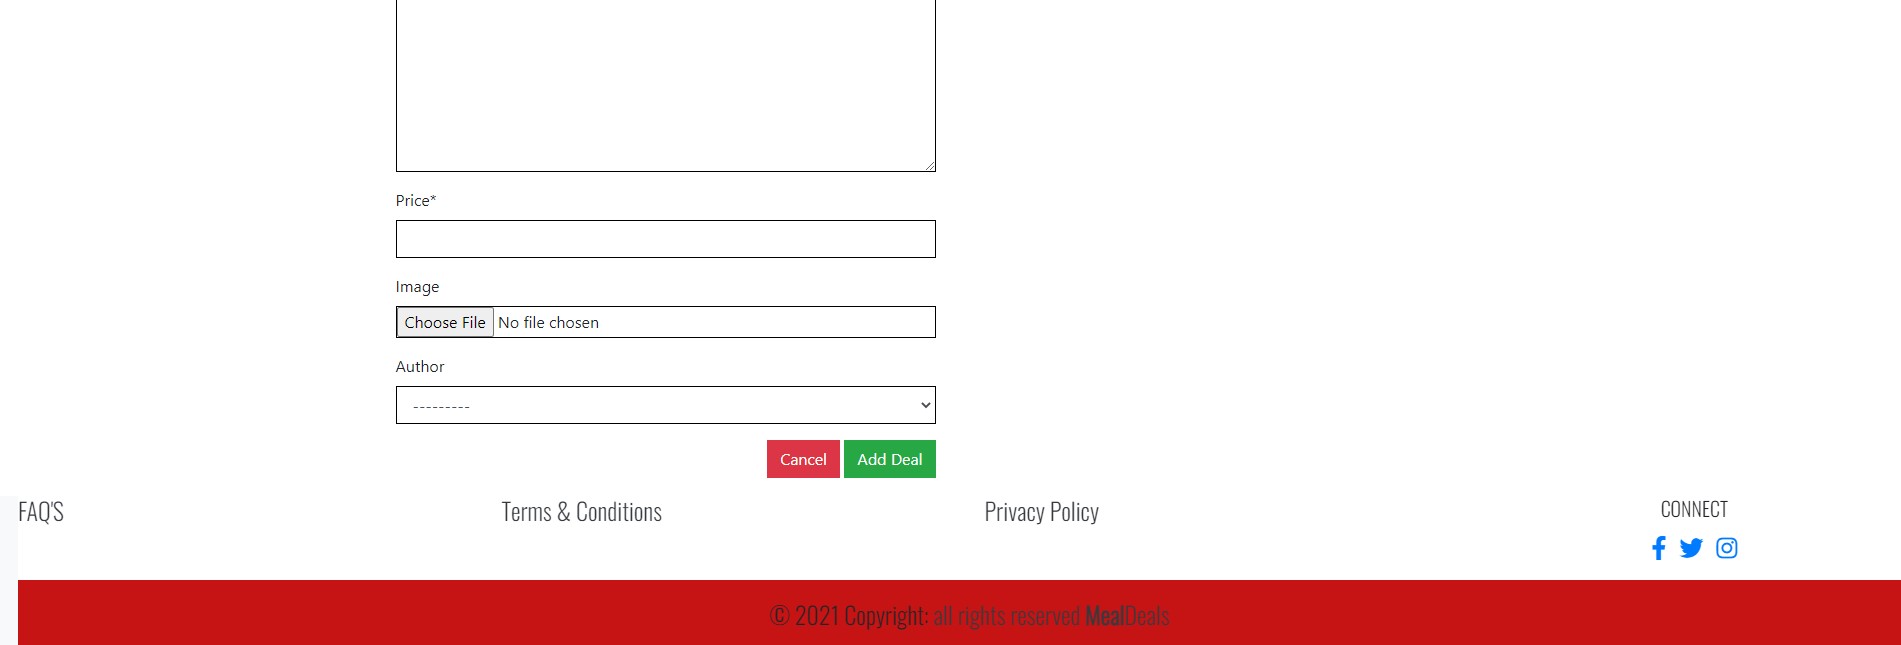 Price*
Image
Choose File No file chosen
Author
---------
Cancel Add Deal
FAQ'S Terms & Conditions Privacy Policy CONNECT
© 2021 Copyright: all rights reserved MealDeals